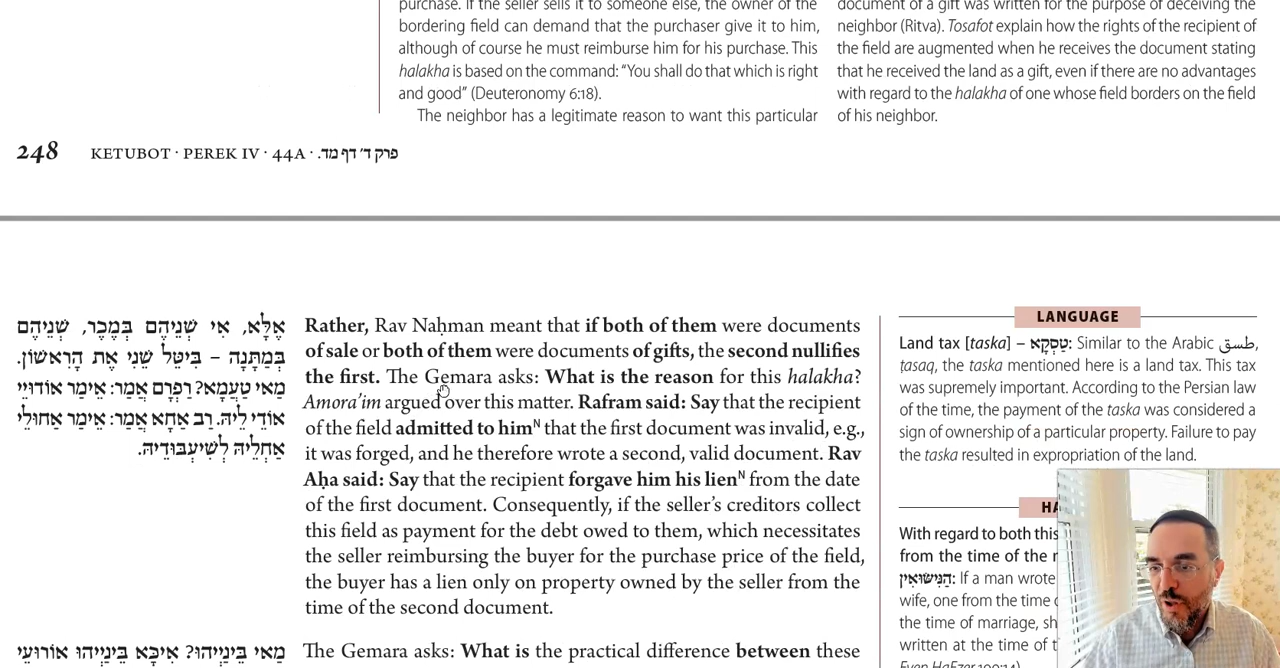 purchase. If the seller sells it to someone else, the owner of the
bordering field can demand that the purchaser give it to him,
although of course he must reimburse him for his purchase. This
halakha is based on the command: “You shall do that which is right
and good” (Deuteronomy 6:18).
The neighbor has a legitimate reason to want this particular
document of a gift was written for the purpose of deceiving the
neighbor (Ritva). Tosafot explain how the rights of the recipient of
the field are augmented when he receives the document stating
that he received the land as a gift, even if there are no advantages
with regard to the halakha of one whose field borders on the field
of his neighbor.
248 KETUBOT · PEREK IV · 44A · פרק ד׳ דף מד.
אֶלָּא, אִי שְׁנֵיהֶם בְּמֶכֶר, שְׁנֵיהֶם
בְּמַתָּנָה – בִּיטֵּל שֵׁנִי אֶת הָרִאשׁוֹן.
מַאי טַעְמָא? רַפְרָם אֲמַר: אֵימַר אוֹדוֹיֵי
אוֹדִי לֵיהּ. רַב אַחָא אֲמַר: אֵימַר אַחוֹלֵי
אַחְלֵיהּ לְשִׁיעְבּוּדֵיהּ.
מַאי בֵּינַיְיהוּ? אִיכָּא בֵּינַיְיהוּ אוֹרוּעֵי
Rather, Rav Naḥman meant that if both of them were documents
of sale or both of them were documents of gifts, the second nullifies
the first. The Gemara asks: What is the reason for this halakha?
Amora’im argued over this matter. Rafram said: Say that the recipient
of the field admitted to himᴺ that the first document was invalid, e.g.,
it was forged, and he therefore wrote a second, valid document. Rav
Aḥa said: Say that the recipient forgave him his lienᴺ from the date
of the first document. Consequently, if the seller’s creditors collect
this field as payment for the debt owed to them, which necessitates
the seller reimbursing the buyer for the purchase price of the field,
the buyer has a lien only on property owned by the seller from the
time of the second document.
The Gemara asks: What is the practical difference between these
LANGUAGE
Land tax [taska] – טַסְקָא: Similar to the Arabic طسق,
ṭasaq, the taska mentioned here is a land tax. This tax
was supremely important. According to the Persian law
of the time, the payment of the taska was considered a
sign of ownership of a particular property. Failure to pay
the taska resulted in expropriation of the land.
HA
With regard to both this
from the time of the
הַנִּישּׂוּאִין: If a man wrote
wife, one from the time
the time of marriage, sh
written at the time of t